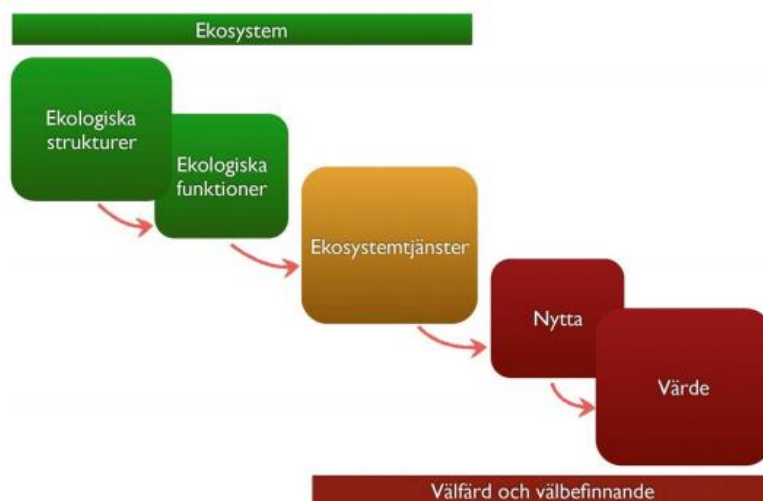 Ekosystem
Ekologiska
strukturer
Ekologiska
funktioner
Ekosystemtjänster
Nytta
Värde
Välfärd och välbefinnande